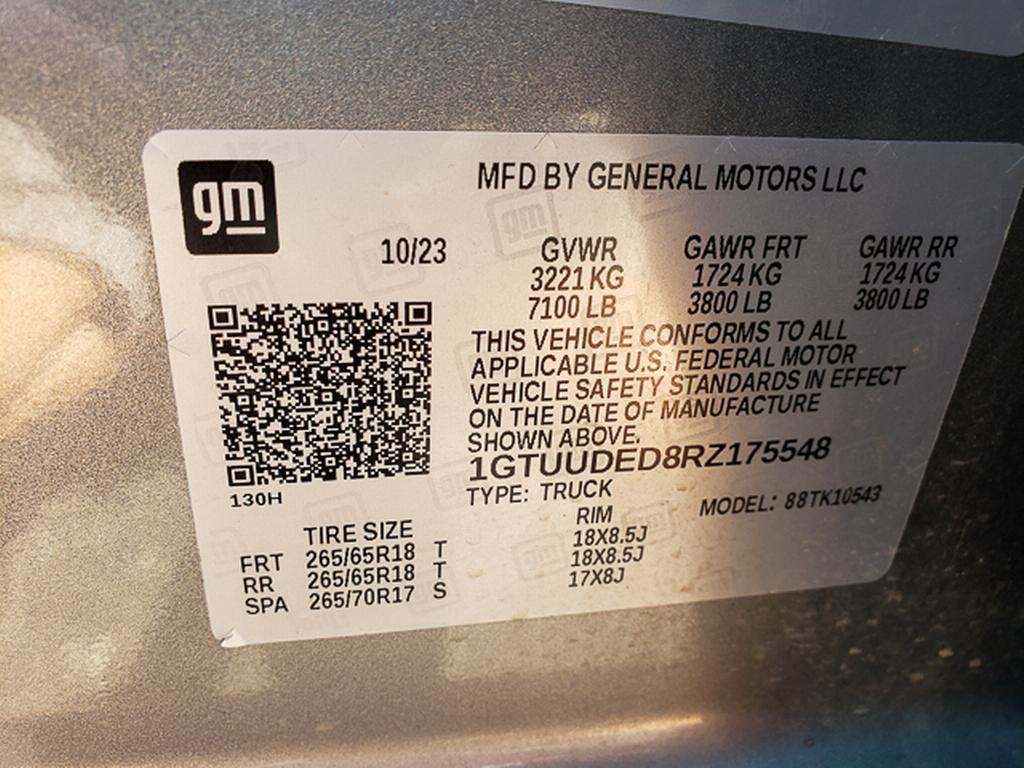 gm
MFD BY GENERAL MOTORS LLC
10/23 GVWR GAWR FRT GAWR RR
3221 KG 1724 KG 1724 KG
7100 LB 3800 LB 3800 LB
THIS VEHICLE CONFORMS TO ALL
APPLICABLE U.S. FEDERAL MOTOR
VEHICLE SAFETY STANDARDS IN EFFECT
ON THE DATE OF MANUFACTURE
SHOWN ABOVE.
1GTUUDED8RZ175548
TYPE: TRUCK MODEL: 88TK10543
130H
TIRE SIZE RIM
FRT 265/65R18 T 18X8.5J
RR 265/65R18 T 18X8.5J
SPA 265/70R17 S 17X8J